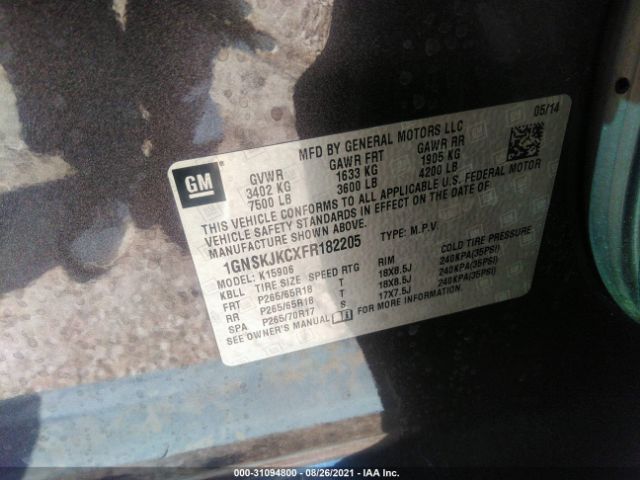 05/14
MFD BY GENERAL MOTORS LLC
GM
GVWR GAWR FRT GAWR RR
3402 KG 1633 KG 1905 KG
7500 LB 3600 LB 4200 LB
THIS VEHICLE CONFORMS TO ALL APPLICABLE U.S. FEDERAL MOTOR
VEHICLE SAFETY STANDARDS IN EFFECT ON THE DATE OF
MANUFACTURE SHOWN ABOVE.
1GNSKJKCXFR182205 TYPE: M.P.V.
MODEL: K15906
KBLL TIRE SIZE SPEED RTG RIM COLD TIRE PRESSURE
FRT P265/65R18 T 18X8.5J 240KPA(35PSI)
RR P265/65R18 T 18X8.5J 240KPA(35PSI)
SPA P265/70R17 S 17X7.5J 240KPA(35PSI)
SEE OWNER'S MANUAL FOR MORE INFORMATION.
000-31094800 - 08/26/2021 - IAA Inc.